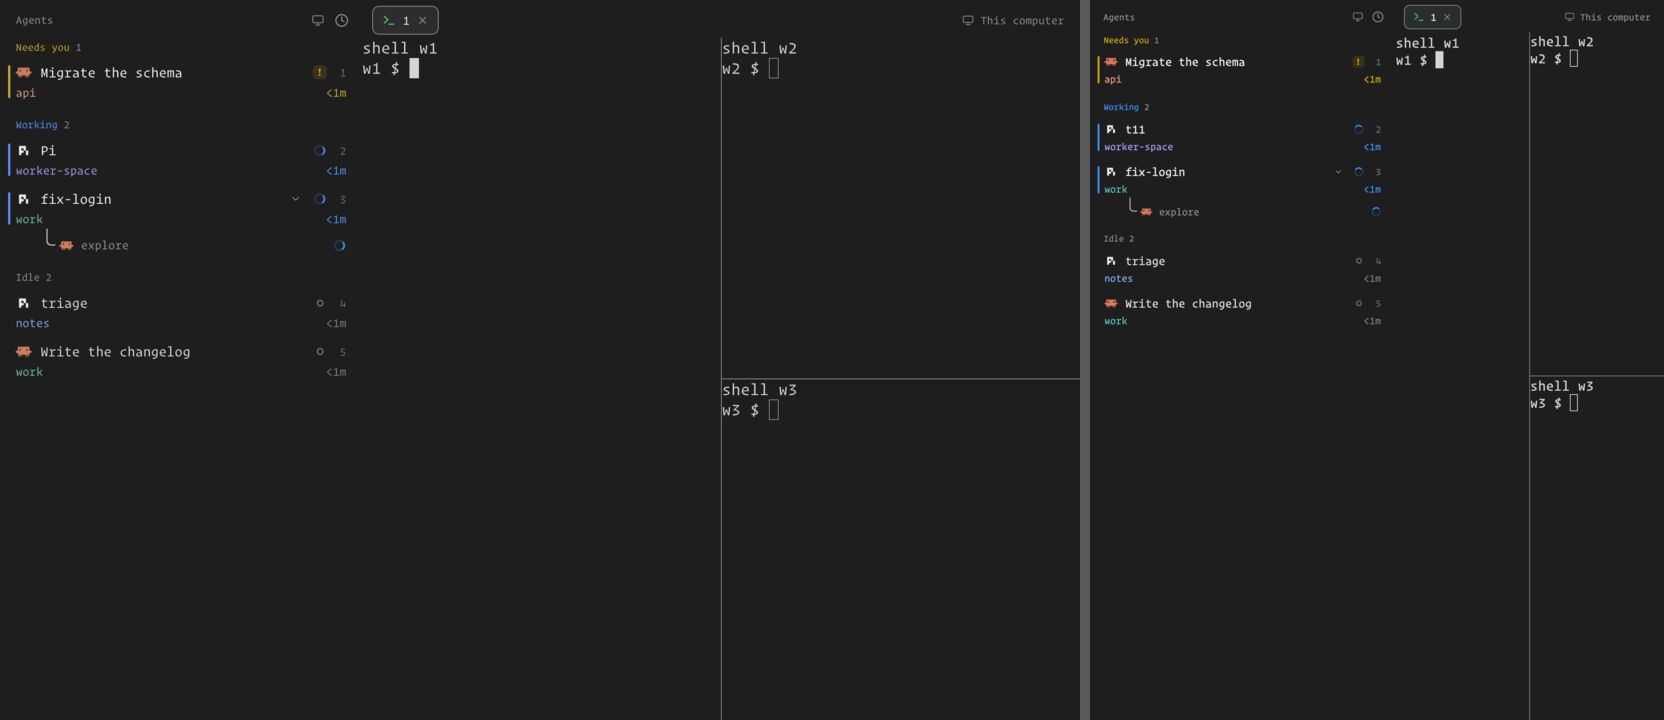 Agents
1
This computer
Needs you 1
Migrate the schema
! 1
api
<1m
Working 2
Pi
2
worker-space
<1m
fix-login
3
work
<1m
explore
Idle 2
triage
4
notes
<1m
Write the changelog
5
work
<1m
shell w1
w1 $
shell w2
w2 $
shell w3
w3 $
Agents
1
This computer
Needs you 1
Migrate the schema
! 1
api
<1m
Working 2
t11
2
worker-space
<1m
fix-login
3
work
<1m
explore
Idle 2
triage
4
notes
<1m
Write the changelog
5
work
<1m
shell w1
w1 $
shell w2
w2 $
shell w3
w3 $